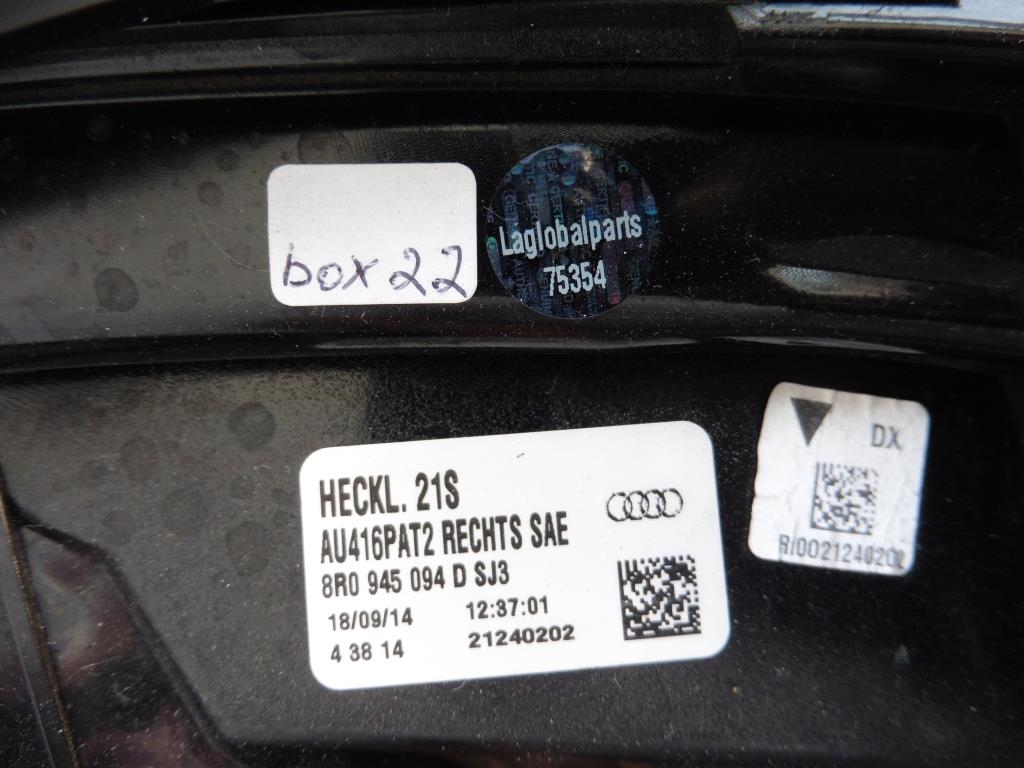 box 22
Laglobalparts
75354
HECKL. 21S
AU416PAT2 RECHTS SAE
8R0 945 094 D SJ3
18/09/14 12:37:01
4 38 14 21240202
DX
R/0021240202